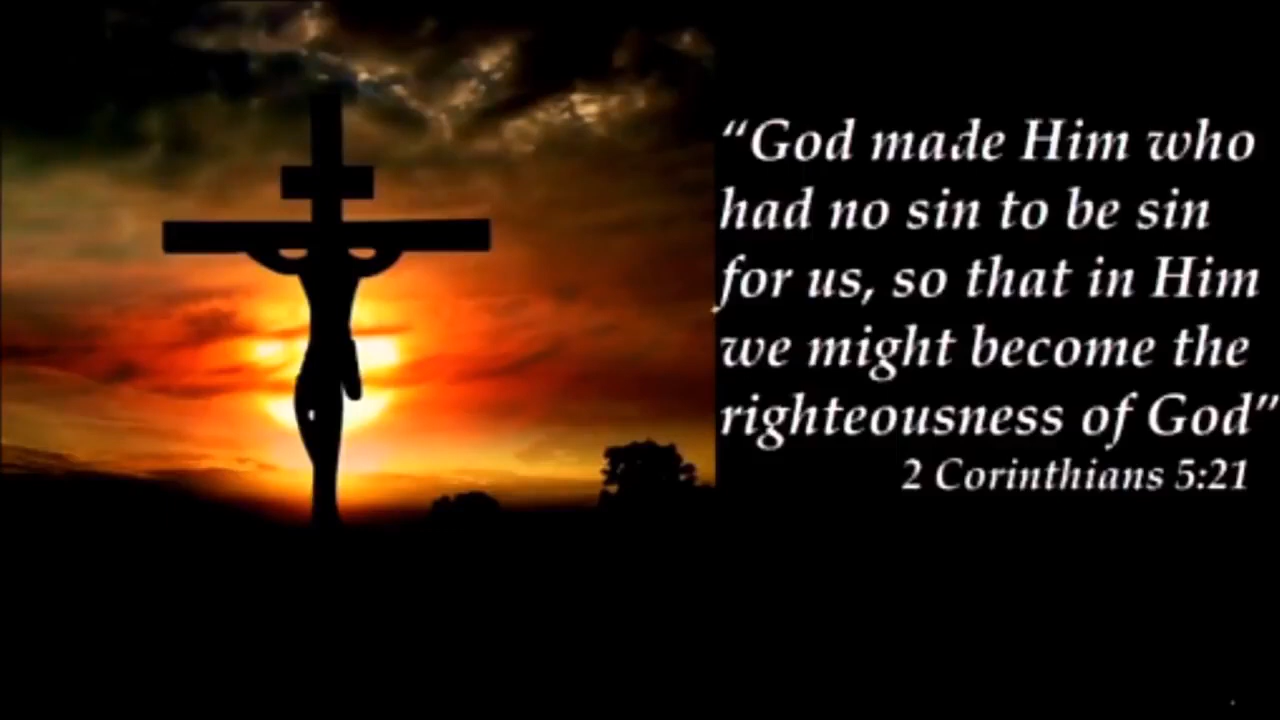 “God made Him who
had no sin to be sin
for us, so that in Him
we might become the
righteousness of God”
2 Corinthians 5:21